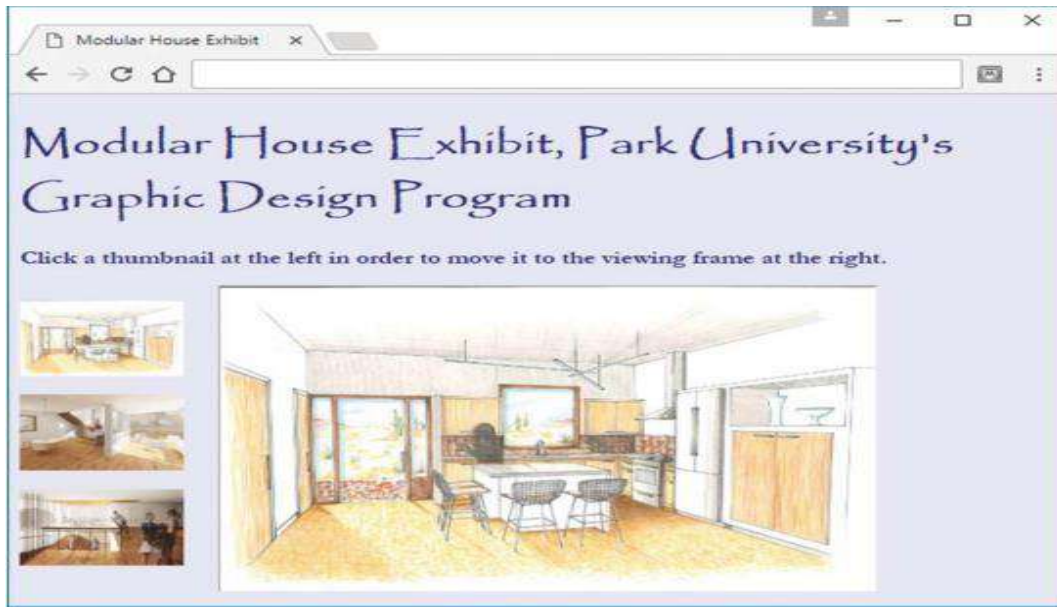 Modular House Exhibit
Modular House Exhibit, Park University's
Graphic Design Program
Click a thumbnail at the left in order to move it to the viewing frame at the right.